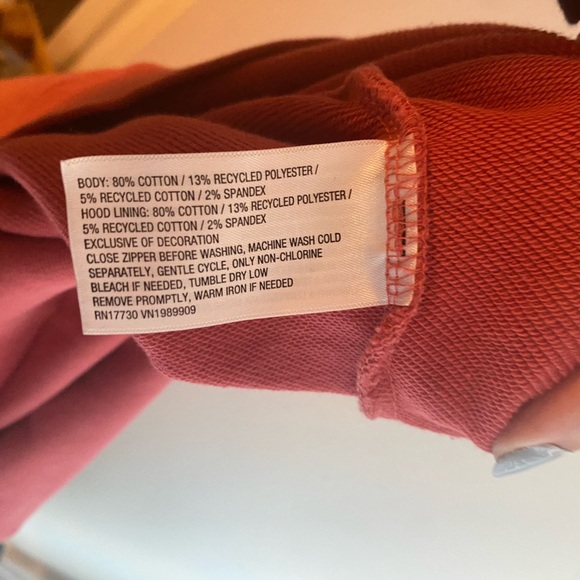 BODY: 80% COTTON / 13% RECYCLED POLYESTER /
5% RECYCLED COTTON / 2% SPANDEX
HOOD LINING: 80% COTTON / 13% RECYCLED POLYESTER /
5% RECYCLED COTTON / 2% SPANDEX
EXCLUSIVE OF DECORATION
CLOSE ZIPPER BEFORE WASHING, MACHINE WASH COLD
SEPARATELY, GENTLE CYCLE, ONLY NON-CHLORINE
BLEACH IF NEEDED, TUMBLE DRY LOW
REMOVE PROMPTLY, WARM IRON IF NEEDED
RN17730 VN1989909